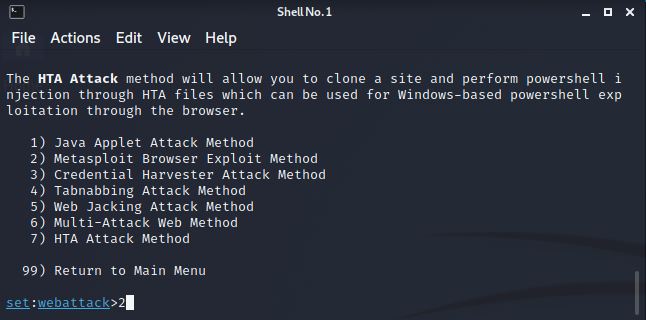 Shell No. 1
File Actions Edit View Help
The HTA Attack method will allow you to clone a site and perform powershell i
njection through HTA files which can be used for Windows-based powershell exp
loitation through the browser.
1) Java Applet Attack Method
2) Metasploit Browser Exploit Method
3) Credential Harvester Attack Method
4) Tabnabbing Attack Method
5) Web Jacking Attack Method
6) Multi-Attack Web Method
7) HTA Attack Method
99) Return to Main Menu
set:webattack>2